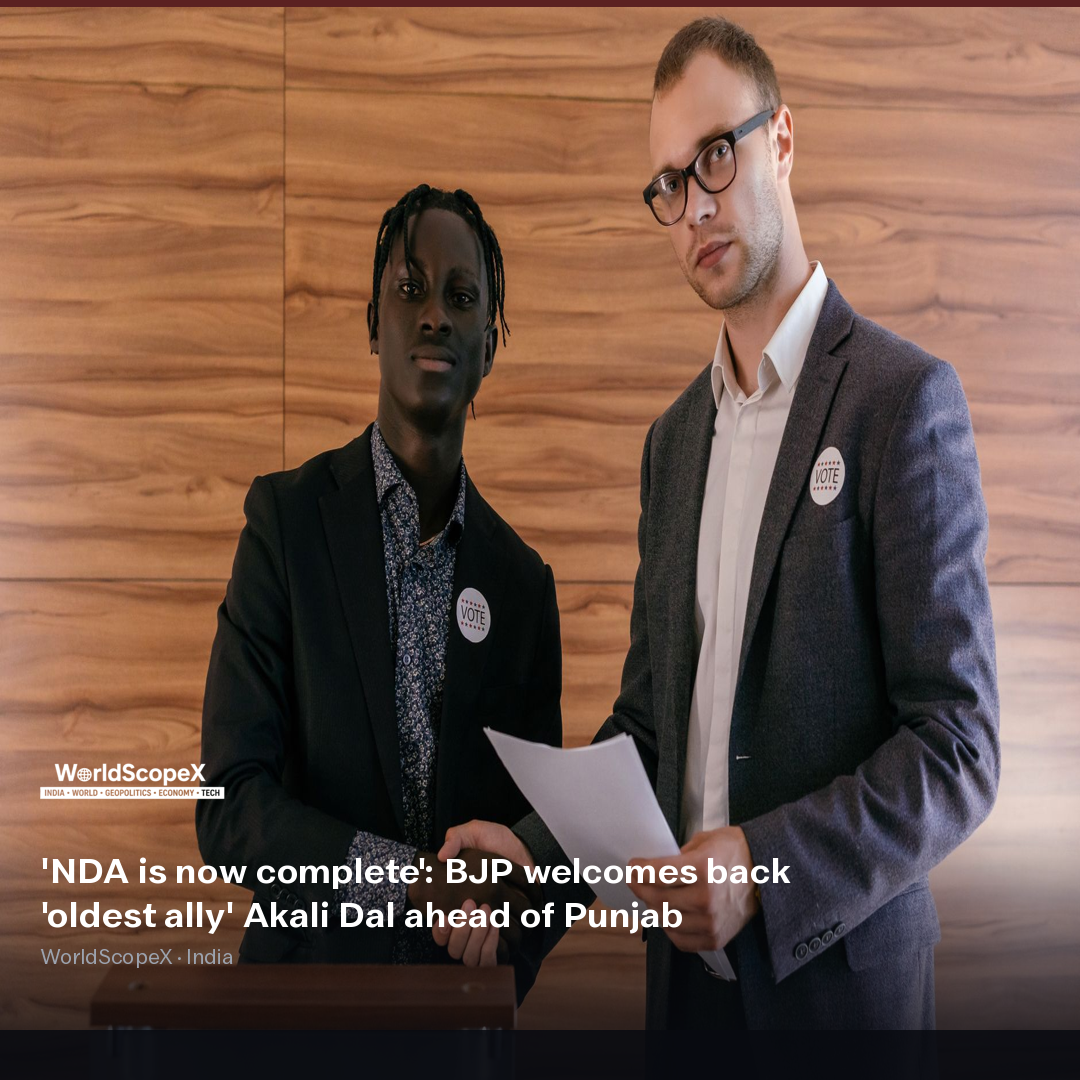 VOTE
VOTE
WorldScopeX
INDIA • WORLD • GEOPOLITICS • ECONOMY • TECH
'NDA is now complete': BJP welcomes back
'oldest ally' Akali Dal ahead of Punjab
WorldScopeX · India